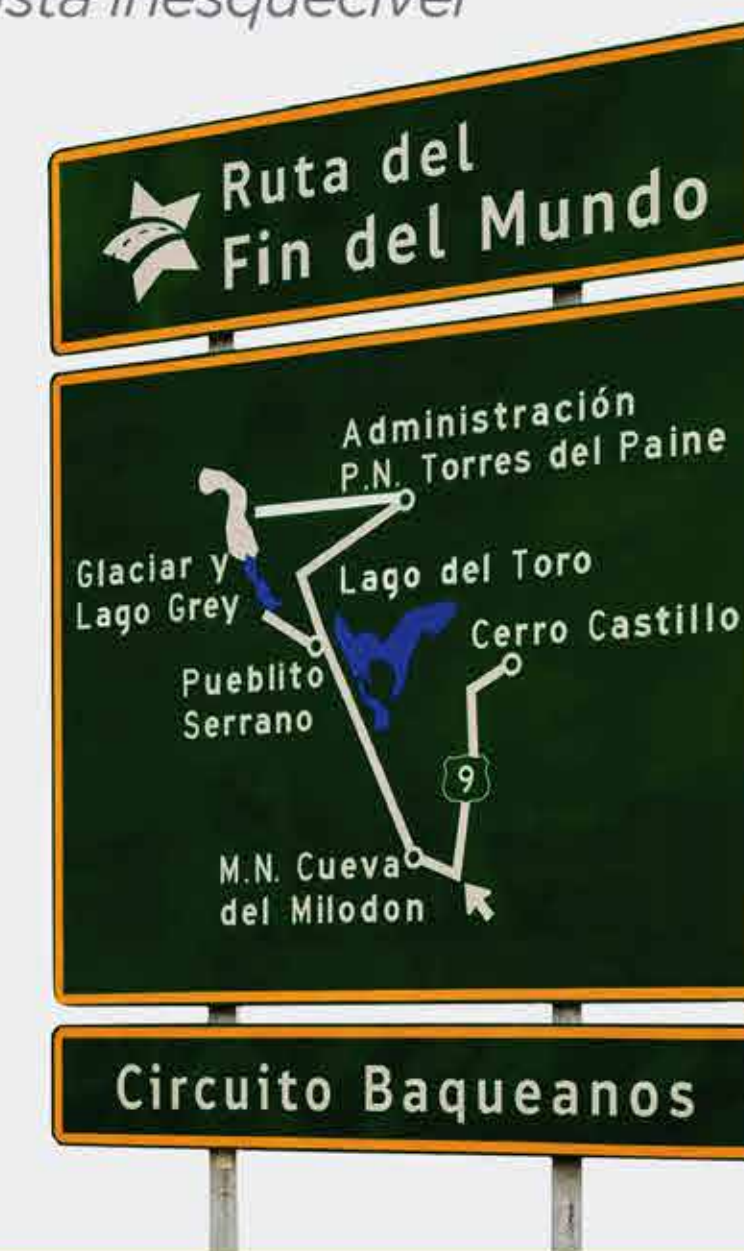 inesquecível
Ruta del
Fin del Mundo
Administración
P.N. Torres del Paine
Glaciar y
Lago Grey
Lago del Toro
Cerro Castillo
Pueblito
Serrano
9
M.N. Cueva
del Milodon
Circuito Baqueanos